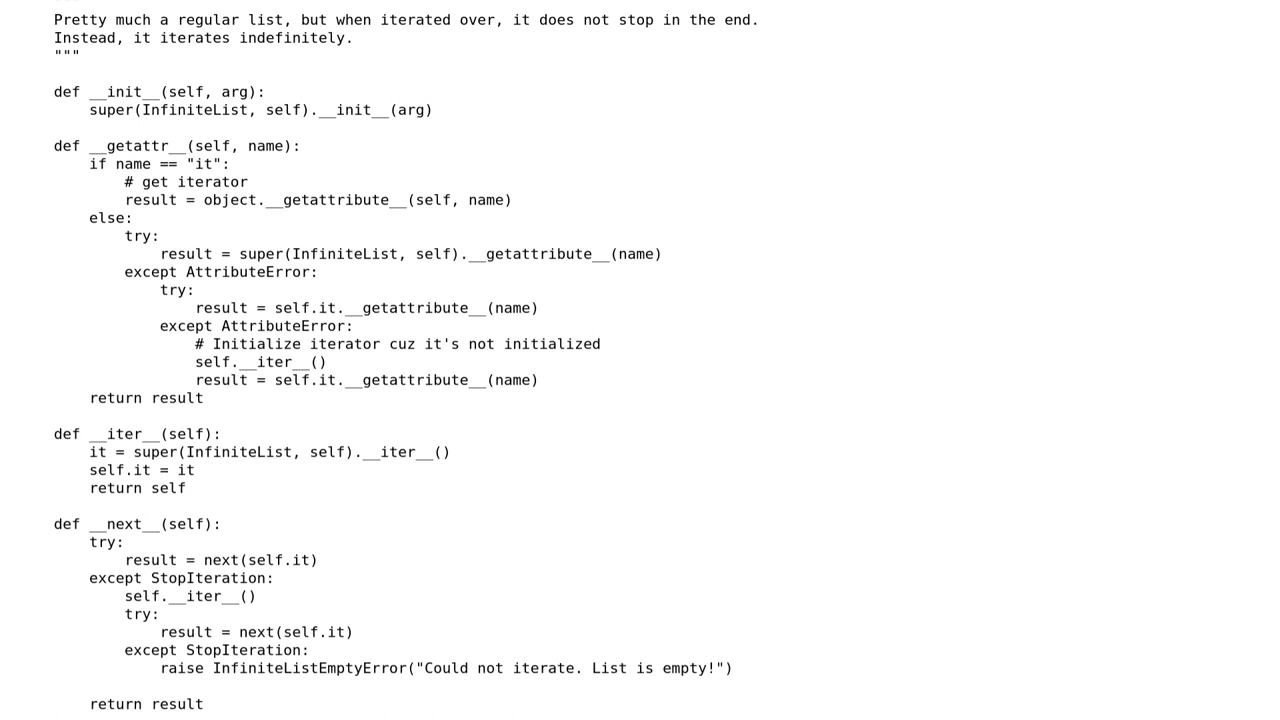 Pretty much a regular list, but when iterated over, it does not stop in the end.
Instead, it iterates indefinitely.
"""
def __init__(self, arg):
super(InfiniteList, self).__init__(arg)
def __getattr__(self, name):
if name == "it":
# get iterator
result = object.__getattribute__(self, name)
else:
try:
result = super(InfiniteList, self).__getattribute__(name)
except AttributeError:
try:
result = self.it.__getattribute__(name)
except AttributeError:
# Initialize iterator cuz it's not initialized
self.__iter__()
result = self.it.__getattribute__(name)
return result
def __iter__(self):
it = super(InfiniteList, self).__iter__()
self.it = it
return self
def __next__(self):
try:
result = next(self.it)
except StopIteration:
self.__iter__()
try:
result = next(self.it)
except StopIteration:
raise InfiniteListEmptyError("Could not iterate. List is empty!")
return result